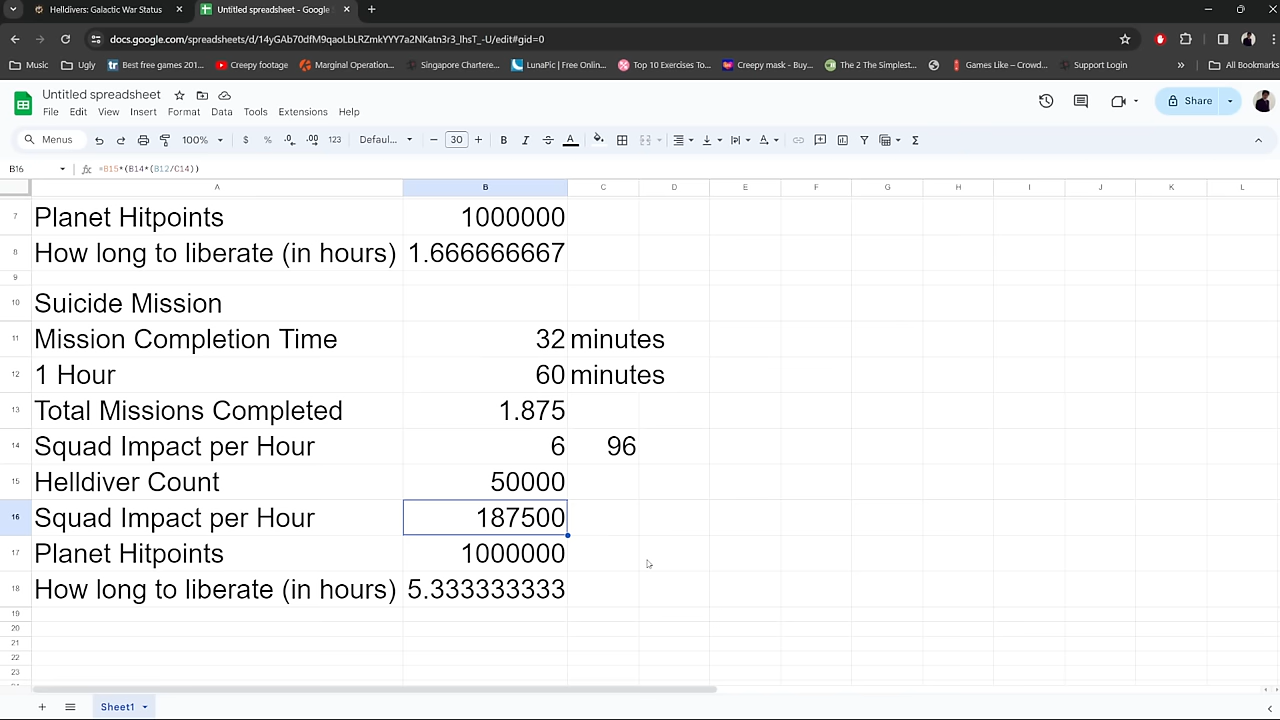 Helldivers: Galactic War Status
Untitled spreadsheet - Google
docs.google.com/spreadsheets/d/14yGAb70dfM9qaoLbLRZmkYYY7a2NKatn3r3_lhsT_-U/edit#gid=0
Music Ugly Best free games 201... Creepy footage Marginal Operation... Singapore Chartere... LunaPic | Free Onlin... Top 10 Exercises To... Creepy mask - Buy... The 2 The Simplest... Games Like – Crowd... Support Login » All Bookmarks
Untitled spreadsheet
File Edit View Insert Format Data Tools Extensions Help
Share
Menus 100% $ % .0 .00 123 Defaul... − 30 + B I A Σ
B16 fx =B15*(B14*(B12/C14))
A B C D E F G H I J K L
7 Planet Hitpoints 1000000
8 How long to liberate (in hours) 1.666666667
9
10 Suicide Mission
11 Mission Completion Time 32 minutes
12 1 Hour 60 minutes
13 Total Missions Completed 1.875
14 Squad Impact per Hour 6 96
15 Helldiver Count 50000
16 Squad Impact per Hour 187500
17 Planet Hitpoints 1000000
18 How long to liberate (in hours) 5.333333333
19
20
21
22
23
Sheet1